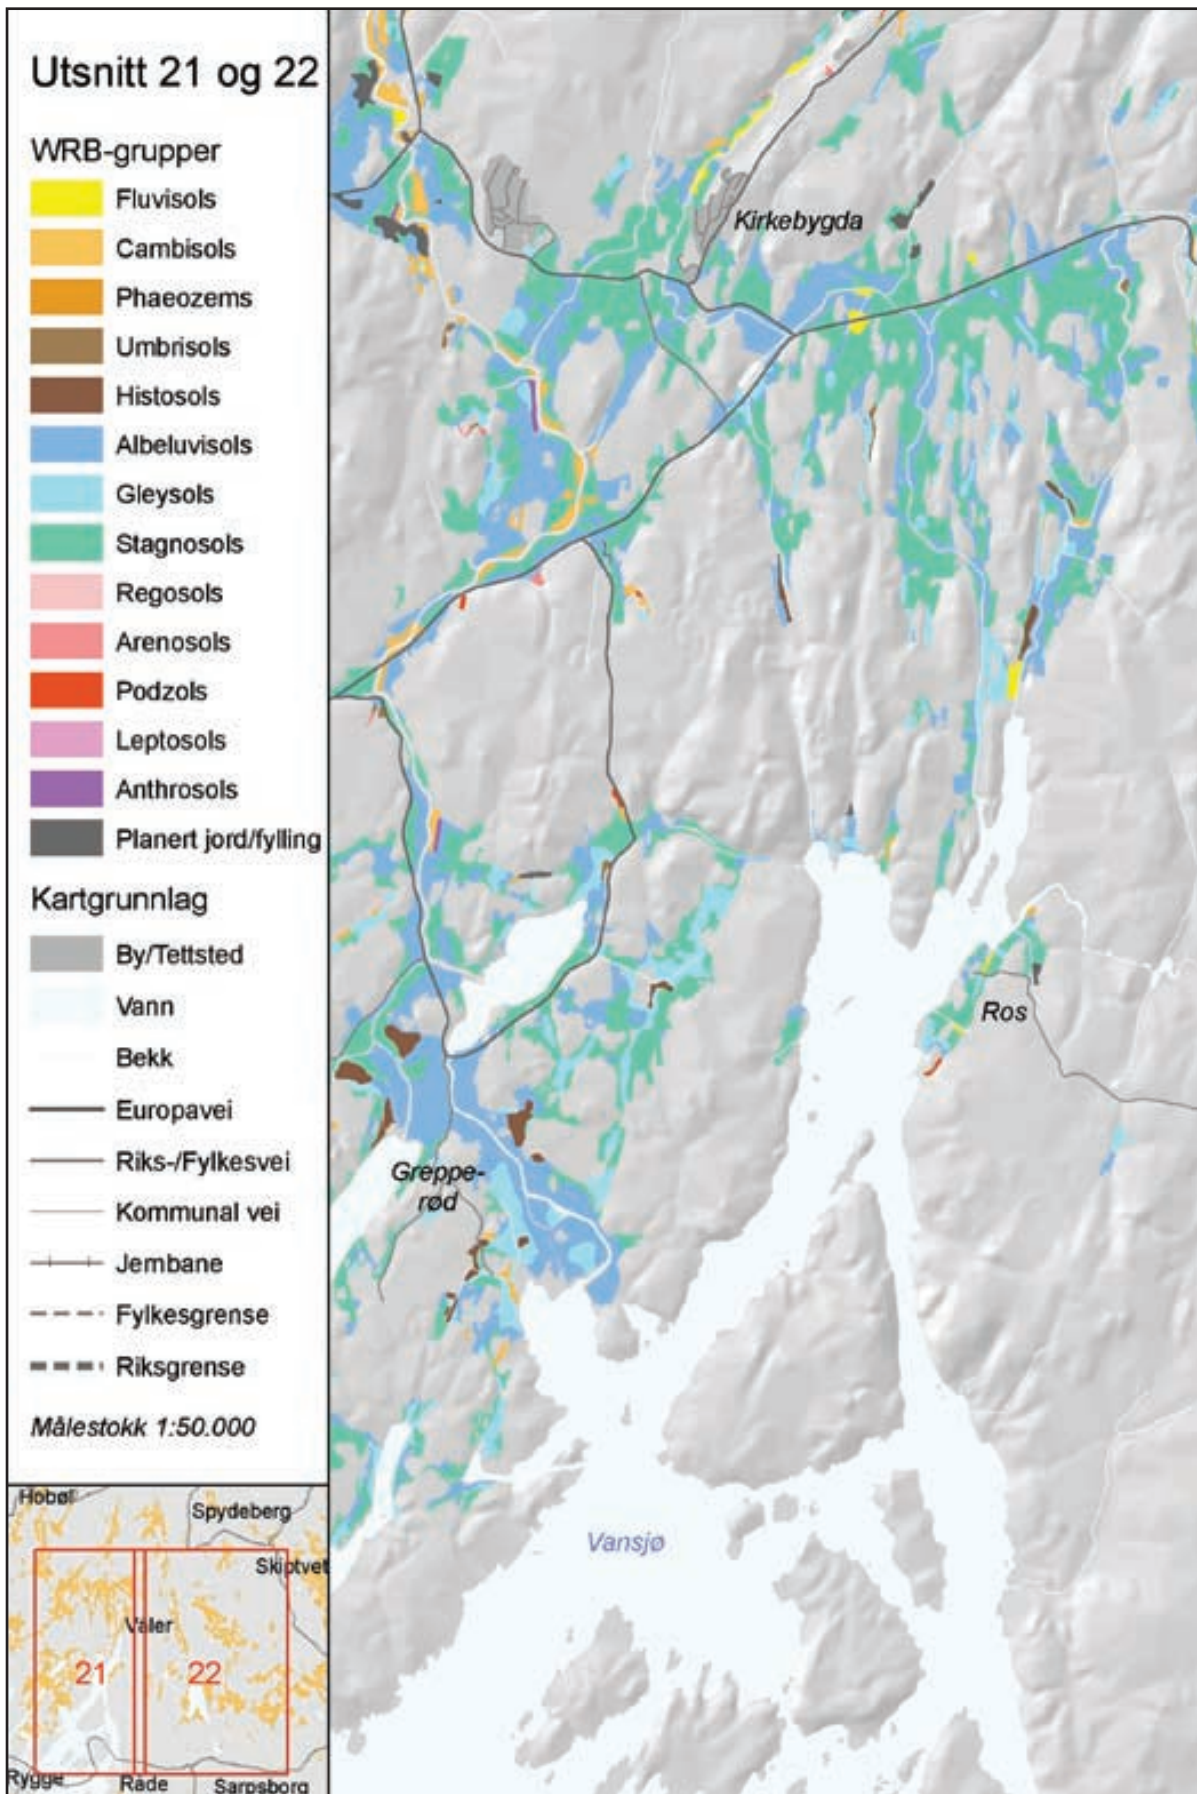 Utsnitt 21 og 22
WRB-grupper
Fluvisols
Cambisols
Phaeozems
Umbrisols
Histosols
Albeluvisols
Gleysols
Stagnosols
Regosols
Arenosols
Podzols
Leptosols
Anthrosols
Planert jord/fylling
Kartgrunnlag
By/Tettsted
Vann
Bekk
Europavei
Riks-/Fylkesvei
Kommunal vei
Jernbane
Fylkesgrense
Riksgrense
Målestokk 1:50.000
Hobøl
Spydeberg
Skiptvet
Våler
21
22
Rygge
Råde
Sarpsborg
Kirkebygda
Ros
Greppe-
rød
Vansjø